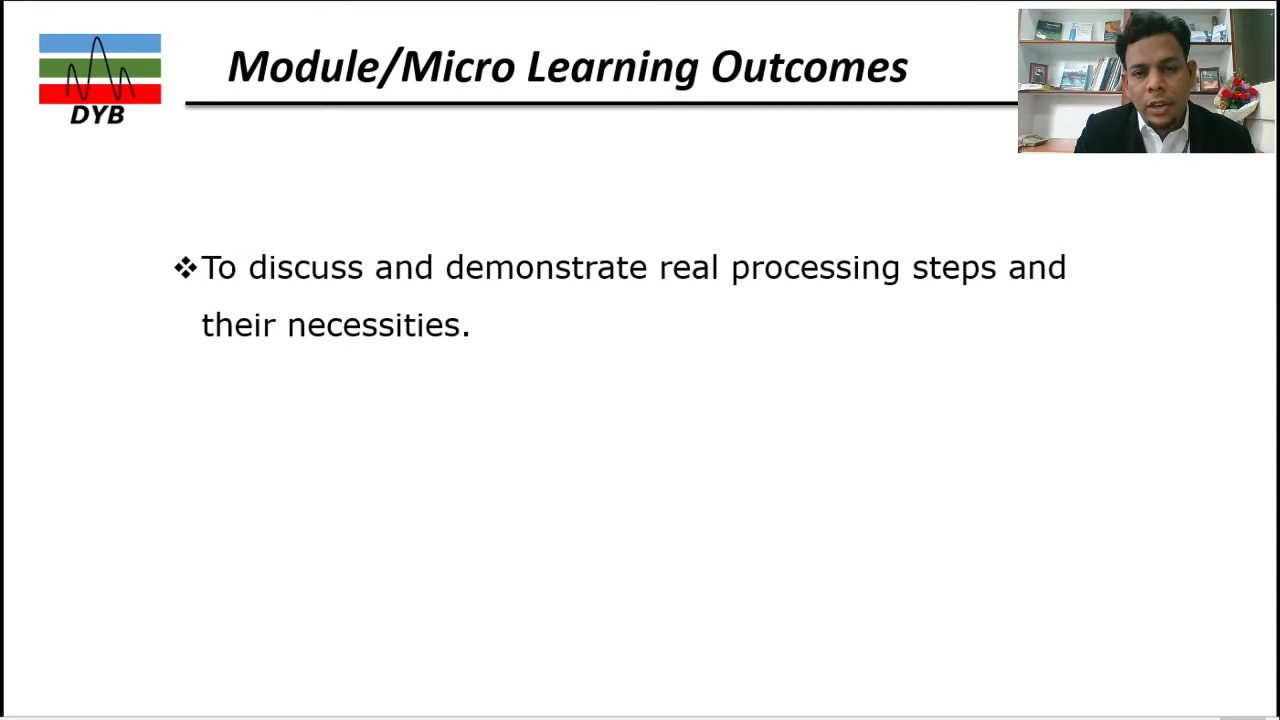 Module/Micro Learning Outcomes
DYB
❖To discuss and demonstrate real processing steps and
their necessities.